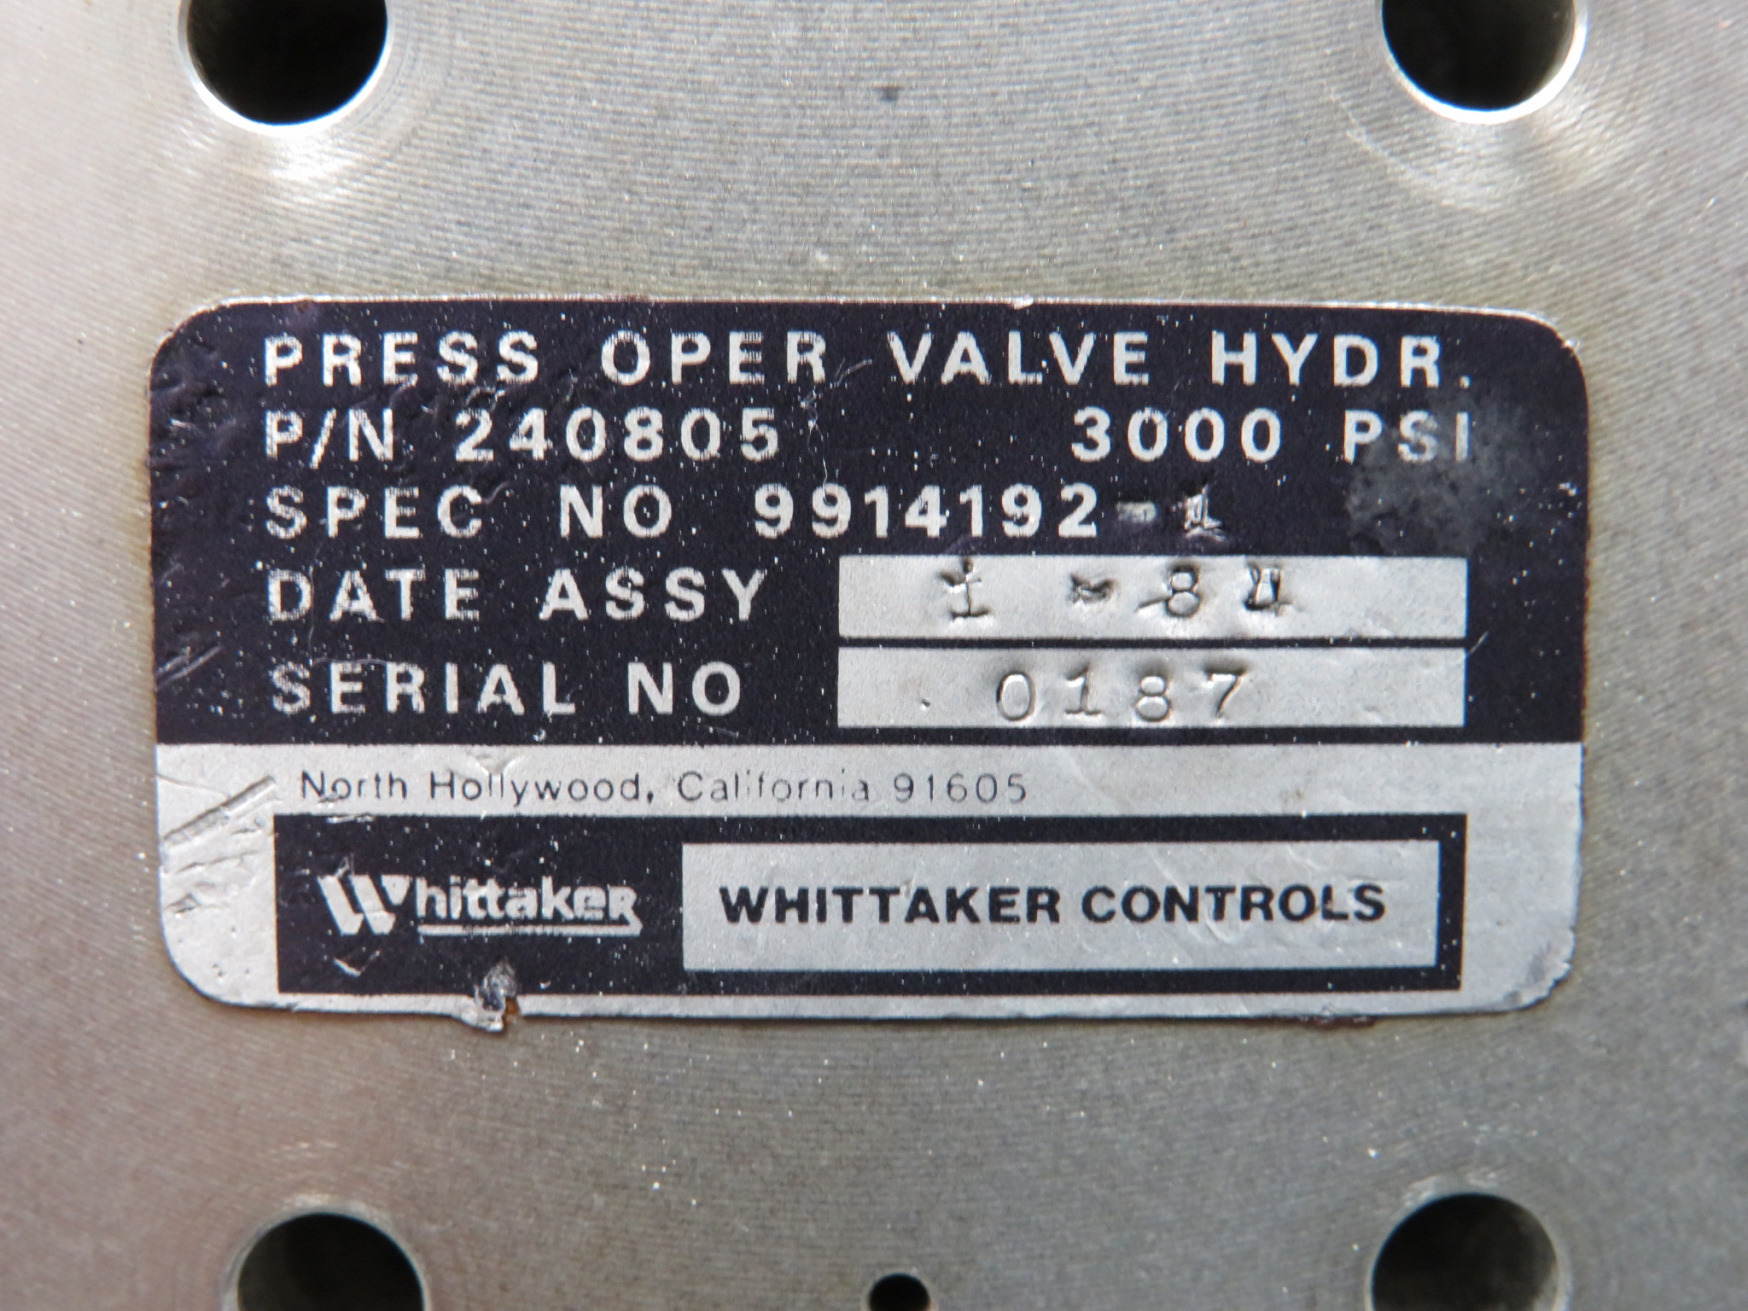 PRESS OPER VALVE HYDR.
P/N 240805 3000 PSI
SPEC NO 9914192-1
DATE ASSY 1-84
SERIAL NO 0187
North Hollywood, California 91605
Whittaker WHITTAKER CONTROLS